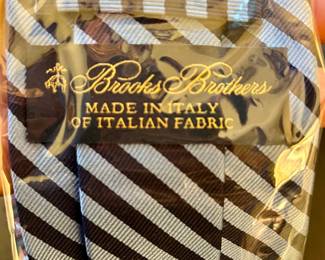 Brooks Brothers
MADE IN ITALY
OF ITALIAN FABRIC